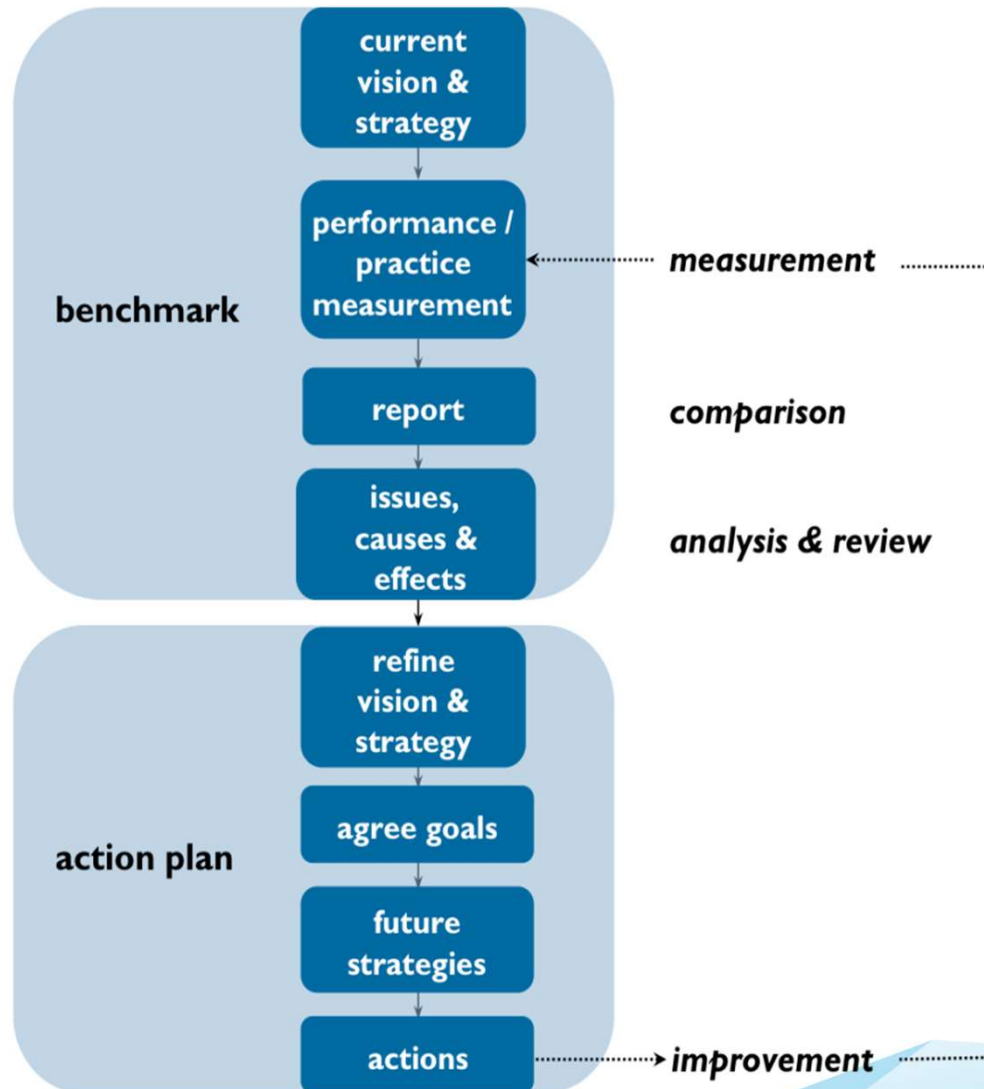 current
vision &
strategy
performance /
practice
measurement
measurement
benchmark
report
comparison
issues,
causes &
effects
analysis & review
refine
vision &
strategy
agree goals
action plan
future
strategies
actions
improvement